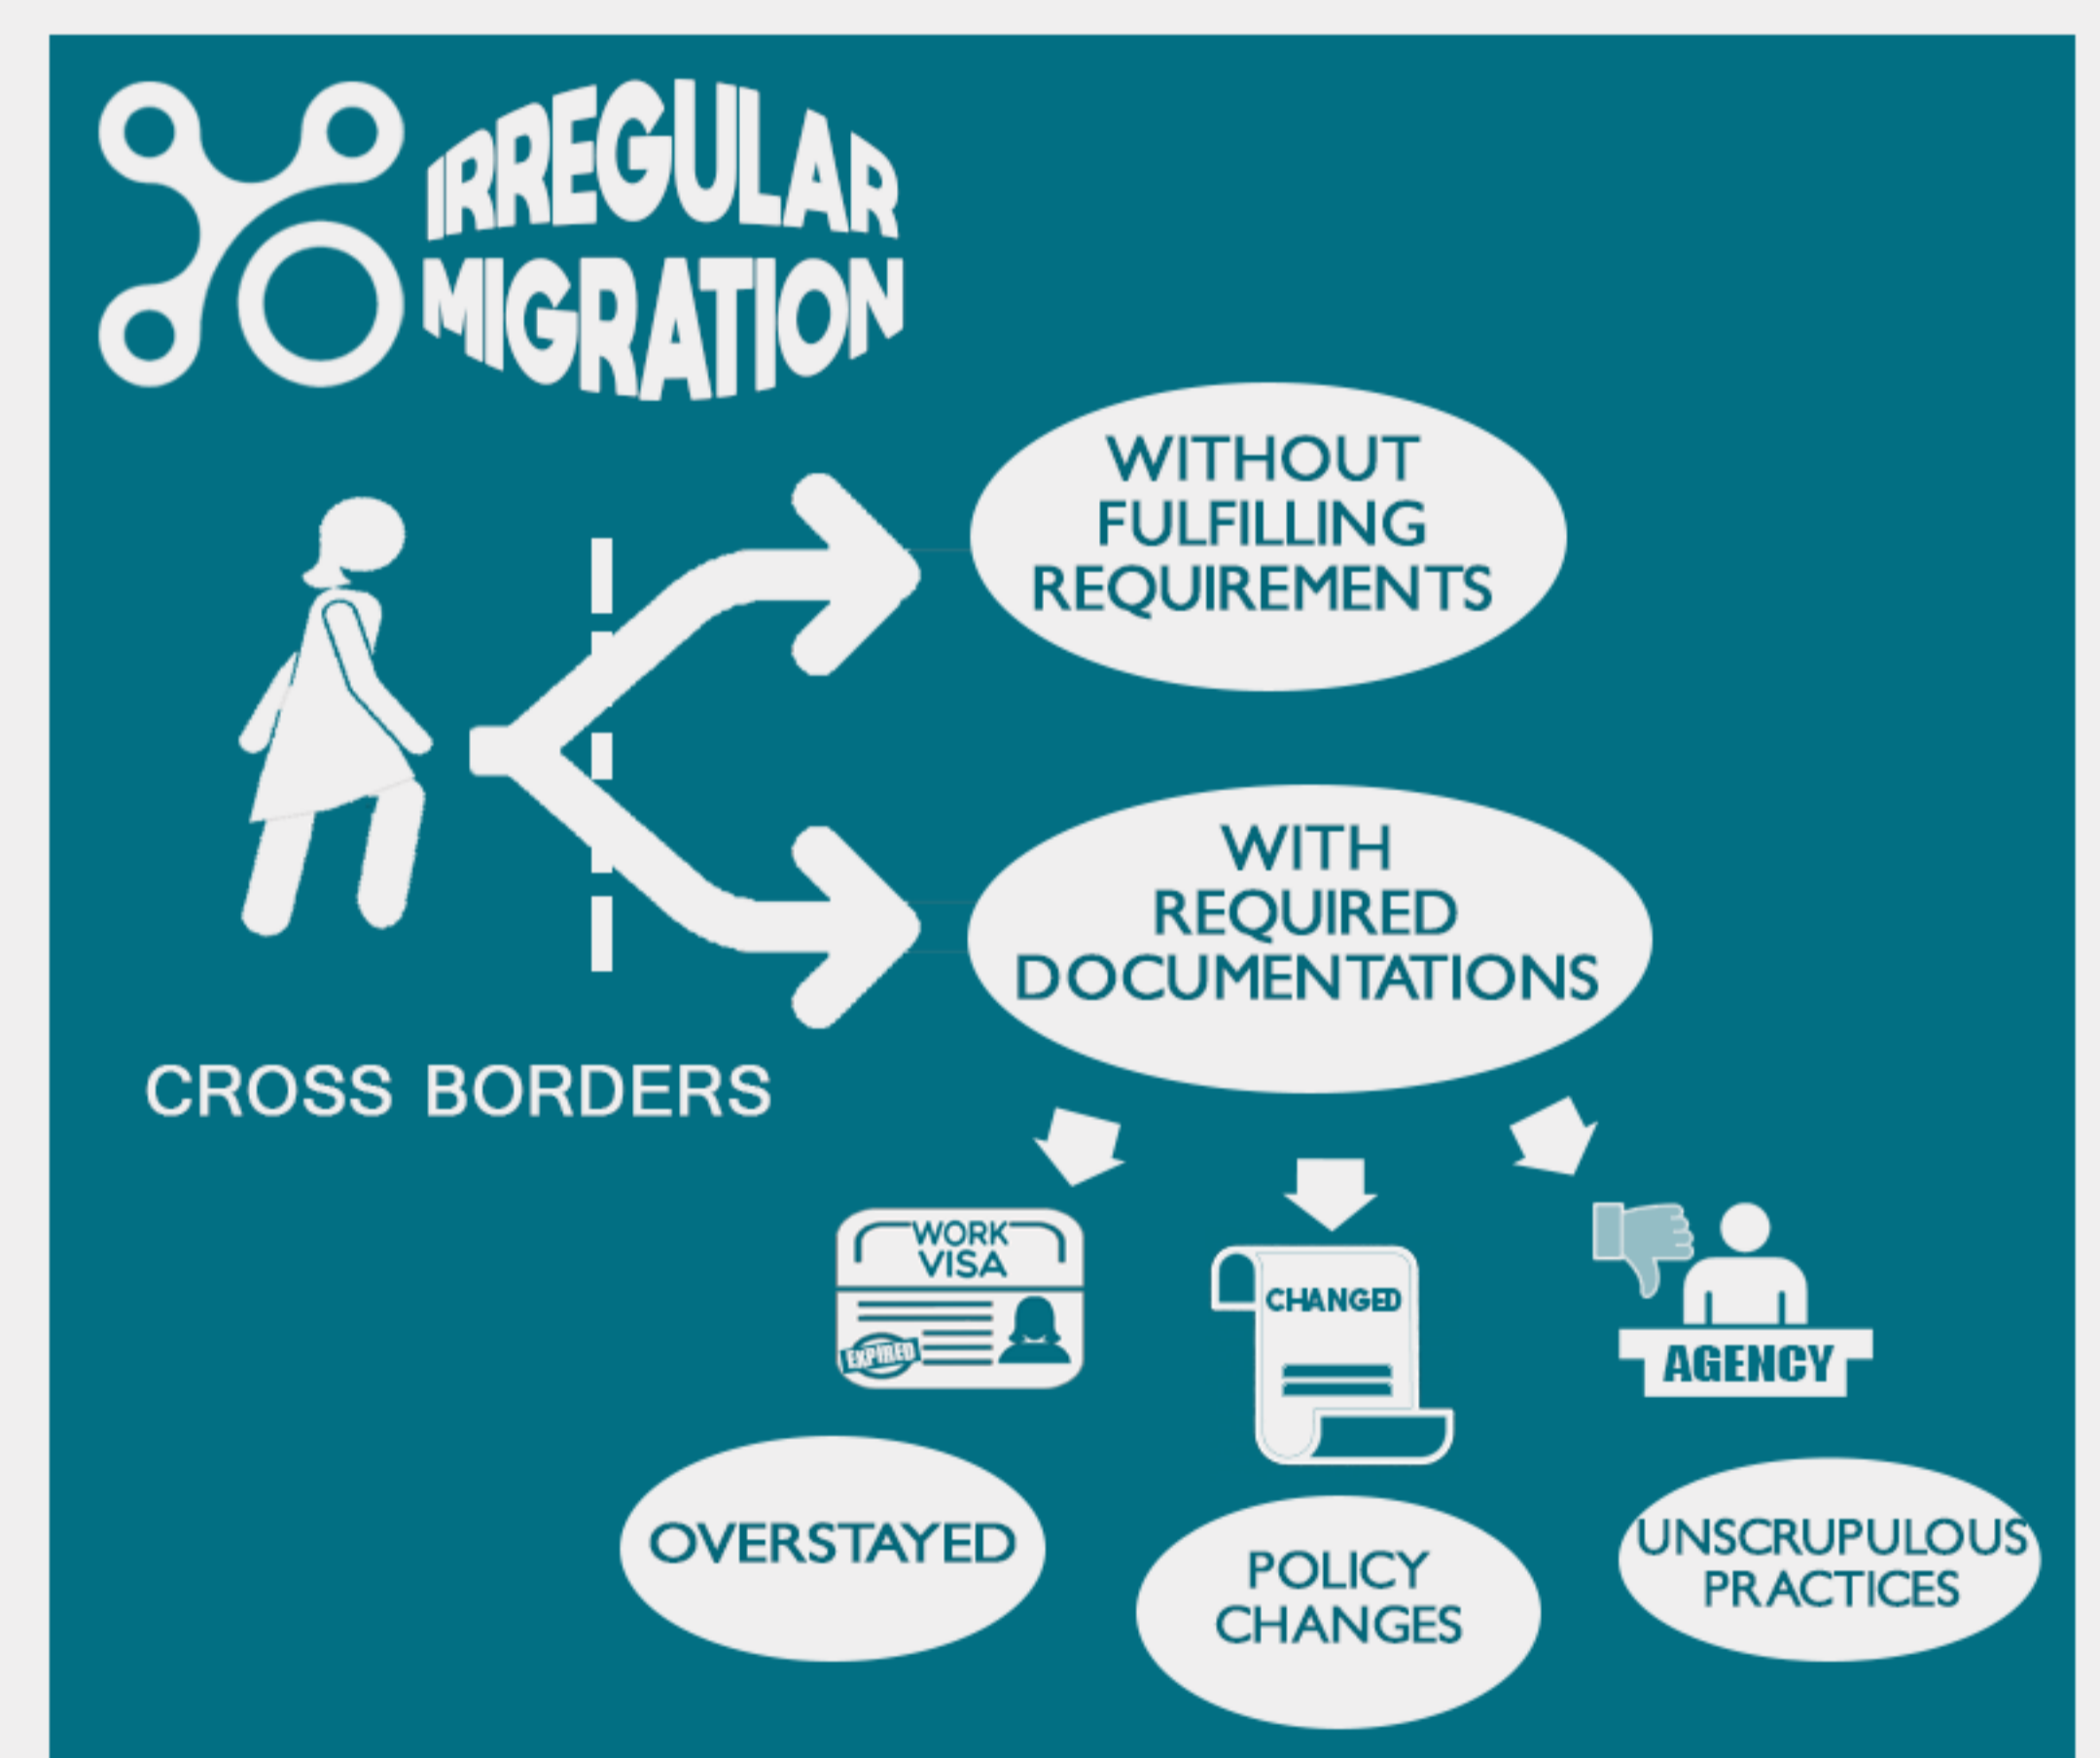 IRREGULAR
MIGRATION
WITHOUT
FULFILLING
REQUIREMENTS
WITH
REQUIRED
DOCUMENTATIONS
CROSS BORDERS
WORK
VISA
EXPIRED
CHANGED
AGENCY
OVERSTAYED
POLICY
CHANGES
UNSCRUPULOUS
PRACTICES